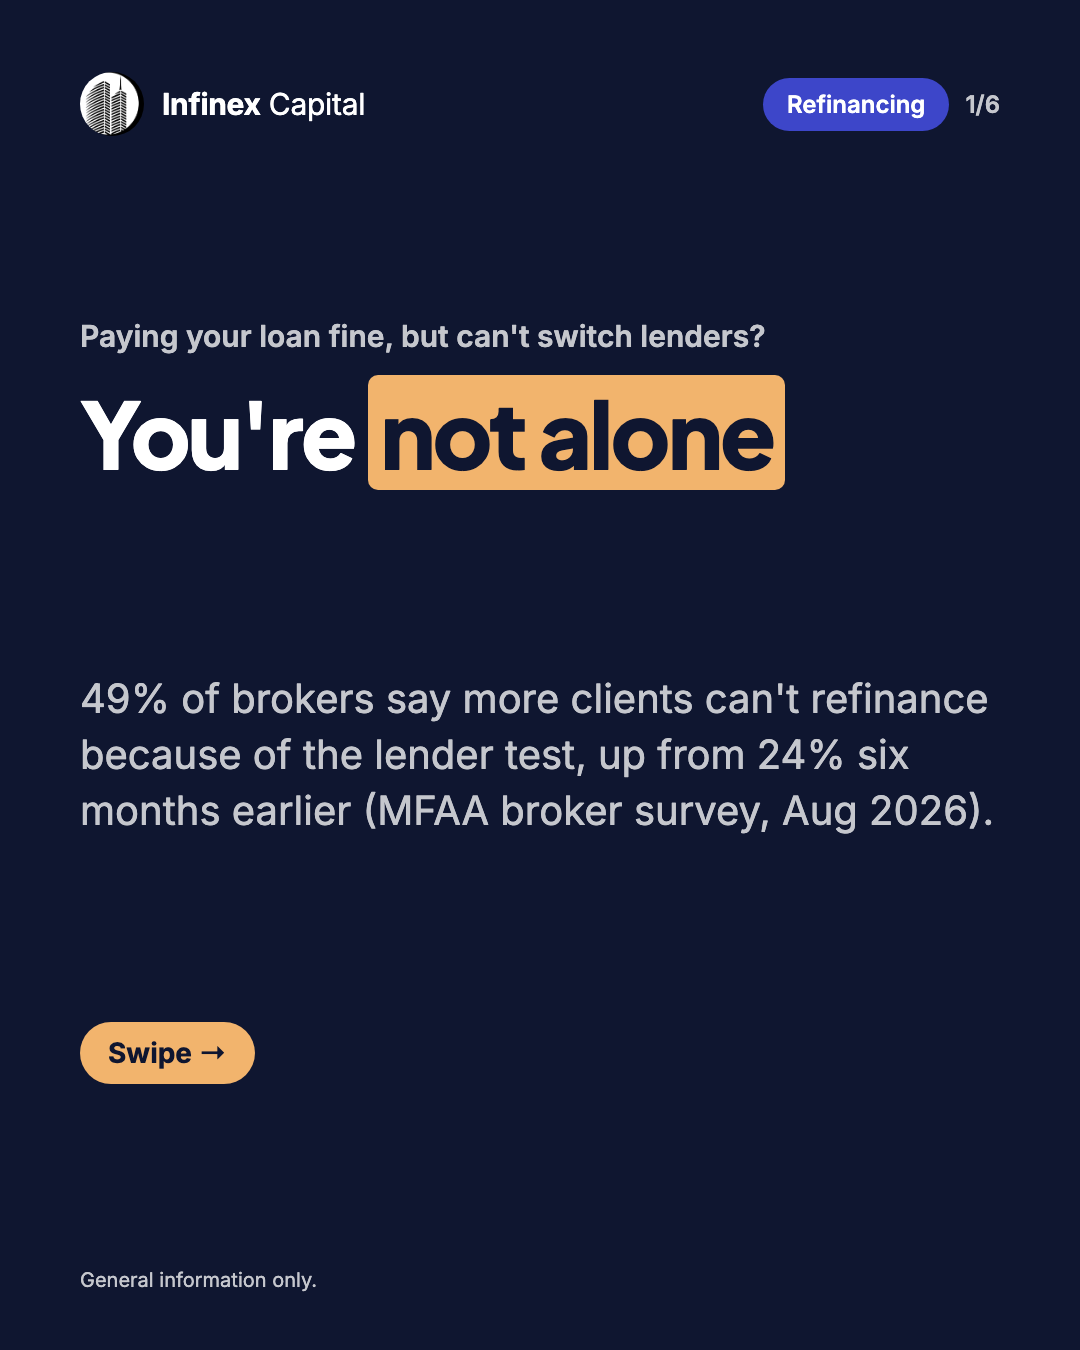 Infinex Capital
Refinancing 1/6
Paying your loan fine, but can't switch lenders?
You're not alone
49% of brokers say more clients can't refinance
because of the lender test, up from 24% six
months earlier (MFAA broker survey, Aug 2026).
Swipe →
General information only.